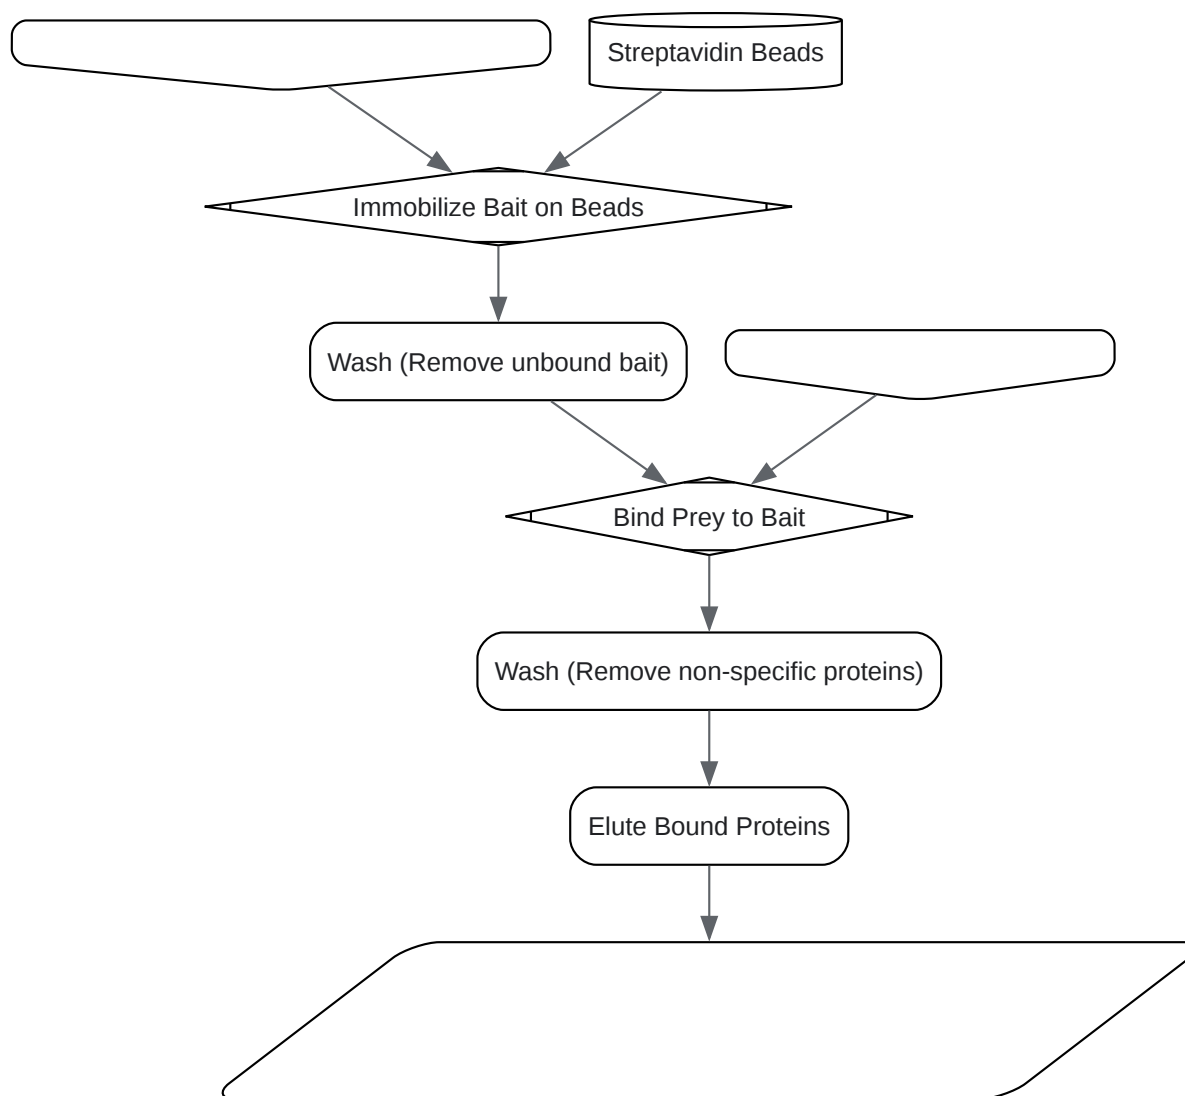 Streptavidin Beads
Immobilize Bait on Beads
Wash (Remove unbound bait)
Bind Prey to Bait
Wash (Remove non-specific proteins)
Elute Bound Proteins